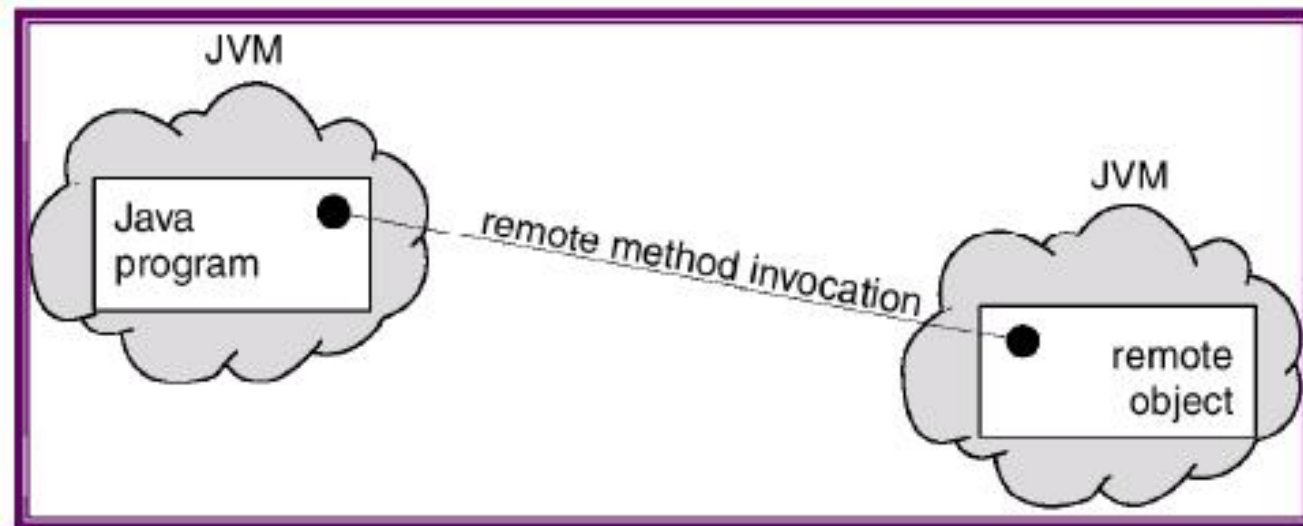 JVM
Java
program
remote method invocation
JVM
remote
object